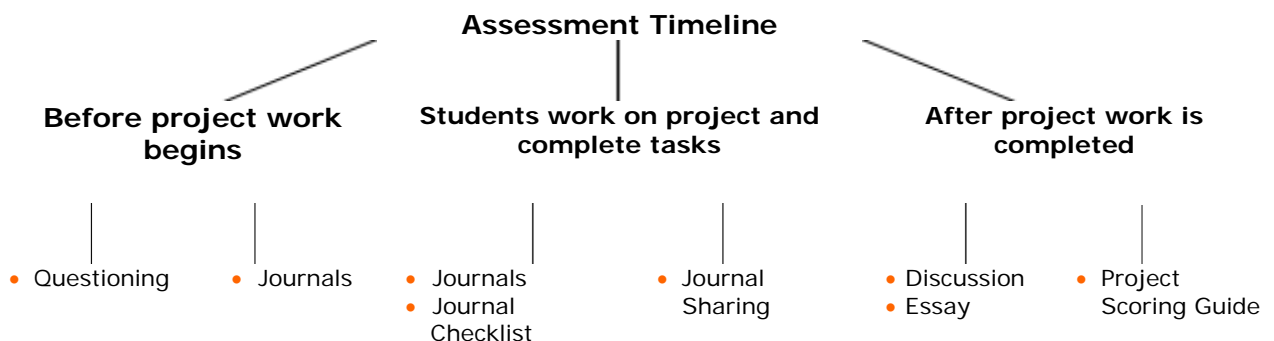 Assessment Timeline
Before project work
begins
Students work on project and
complete tasks
After project work is
completed
• Questioning
• Journals
• Journals
• Journal
Checklist
• Journal
Sharing
• Discussion
• Essay
• Project
Scoring Guide